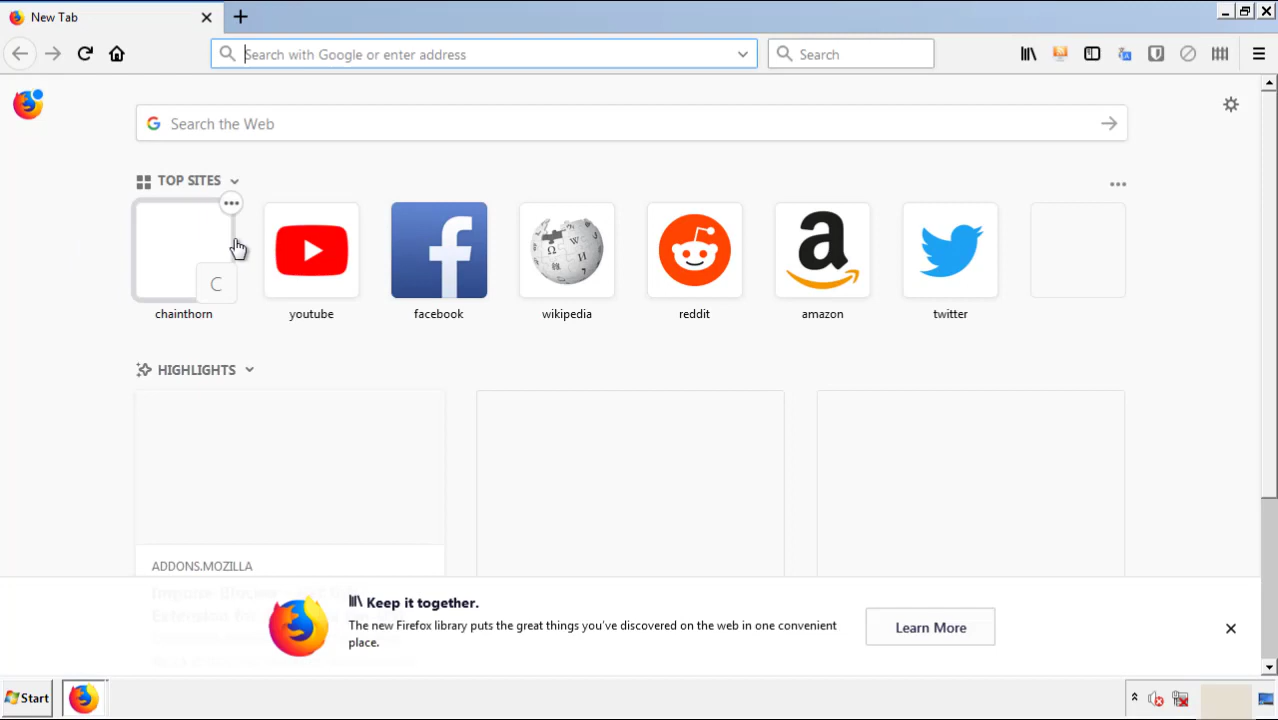 New Tab
Search with Google or enter address
Search
Search the Web
TOP SITES
C
chainthorn
youtube
facebook
wikipedia
reddit
amazon
twitter
HIGHLIGHTS
ADDONS.MOZILLA
Keep it together.
The new Firefox library puts the great things you've discovered on the web in one convenient
place.
Learn More
Start